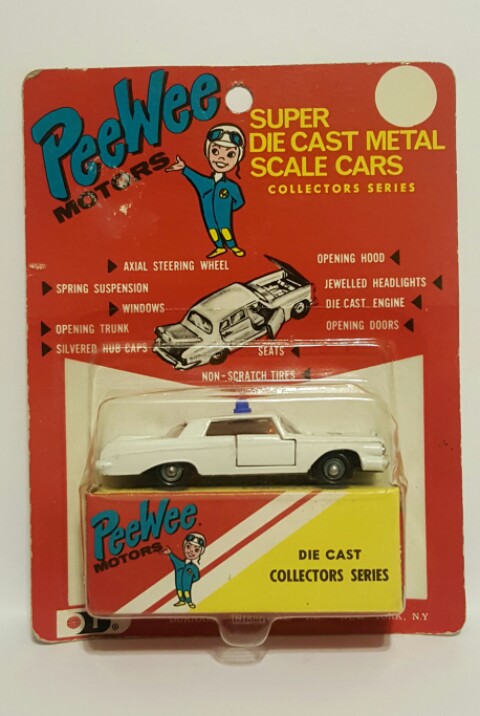 PeeWee
MOTORS
SUPER
DIE CAST METAL
SCALE CARS
COLLECTORS SERIES
AXIAL STEERING WHEEL
SPRING SUSPENSION
WINDOWS
OPENING TRUNK
SILVERED HUB CAPS
OPENING HOOD
JEWELLED HEADLIGHTS
DIE CAST ENGINE
OPENING DOORS
SEATS
NON-SCRATCH TIRES
PeeWee
MOTORS
DIE CAST
COLLECTORS SERIES
®
N.Y